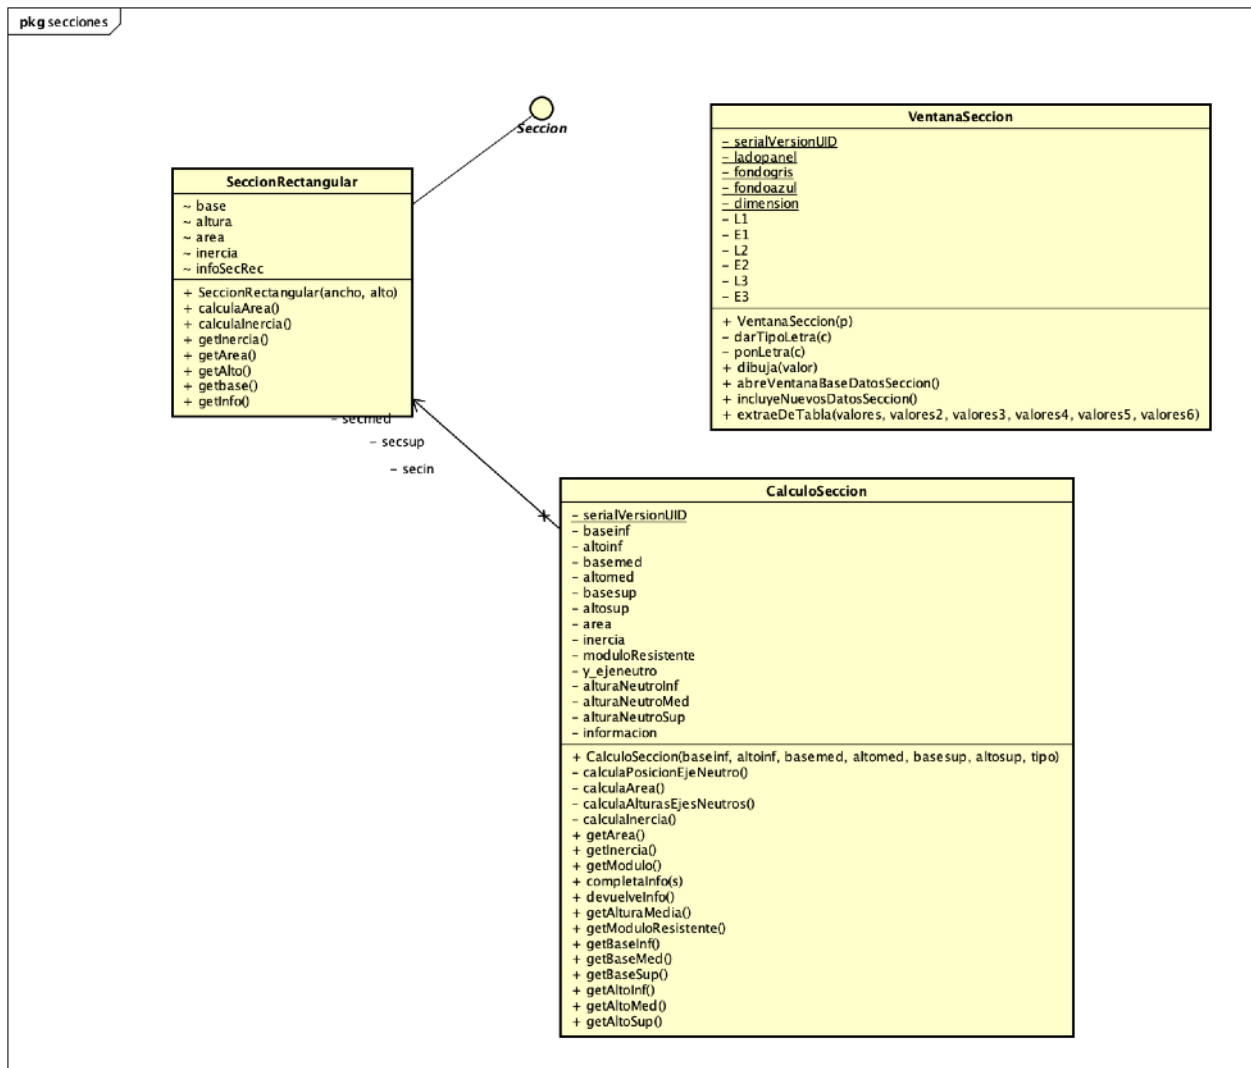 pkg secciones
Seccion
SeccionRectangular
~ base
~ altura
~ area
~ inercia
~ infoSecRec
+ SeccionRectangular(ancho, alto)
+ calculaArea()
+ calculaInercia()
+ getInercia()
+ getArea()
+ getAlto()
+ getbase()
+ getInfo()
- secmed
- secsup
- secin
VentanaSeccion
- serialVersionUID
- ladopanel
- fondogris
- fondoazul
- dimension
- L1
- E1
- L2
- E2
- L3
- E3
+ VentanaSeccion(p)
- darTipoLetra(c)
- ponLetra(c)
+ dibuja(valor)
+ abreVentanaBaseDatosSeccion()
+ incluyeNuevosDatosSeccion()
+ extraeDeTabla(valores, valores2, valores3, valores4, valores5, valores6)
CalculoSeccion
- serialVersionUID
- baseinf
- altoinf
- basemed
- altomed
- basesup
- altosup
- area
- inercia
- moduloResistente
- y_ejeneutro
- alturaNeutroInf
- alturaNeutroMed
- alturaNeutroSup
- informacion
+ CalculoSeccion(baseinf, altoinf, basemed, altomed, basesup, altosup, tipo)
- calculaPosicionEjeNeutro()
- calculaArea()
- calculaAlturasEjesNeutros()
- calculaInercia()
+ getArea()
+ getInercia()
+ getModulo()
+ completaInfo(s)
+ devuelveInfo()
+ getAlturaMedia()
+ getModuloResistente()
+ getBaseInf()
+ getBaseMed()
+ getBaseSup()
+ getAltoInf()
+ getAltoMed()
+ getAltoSup()